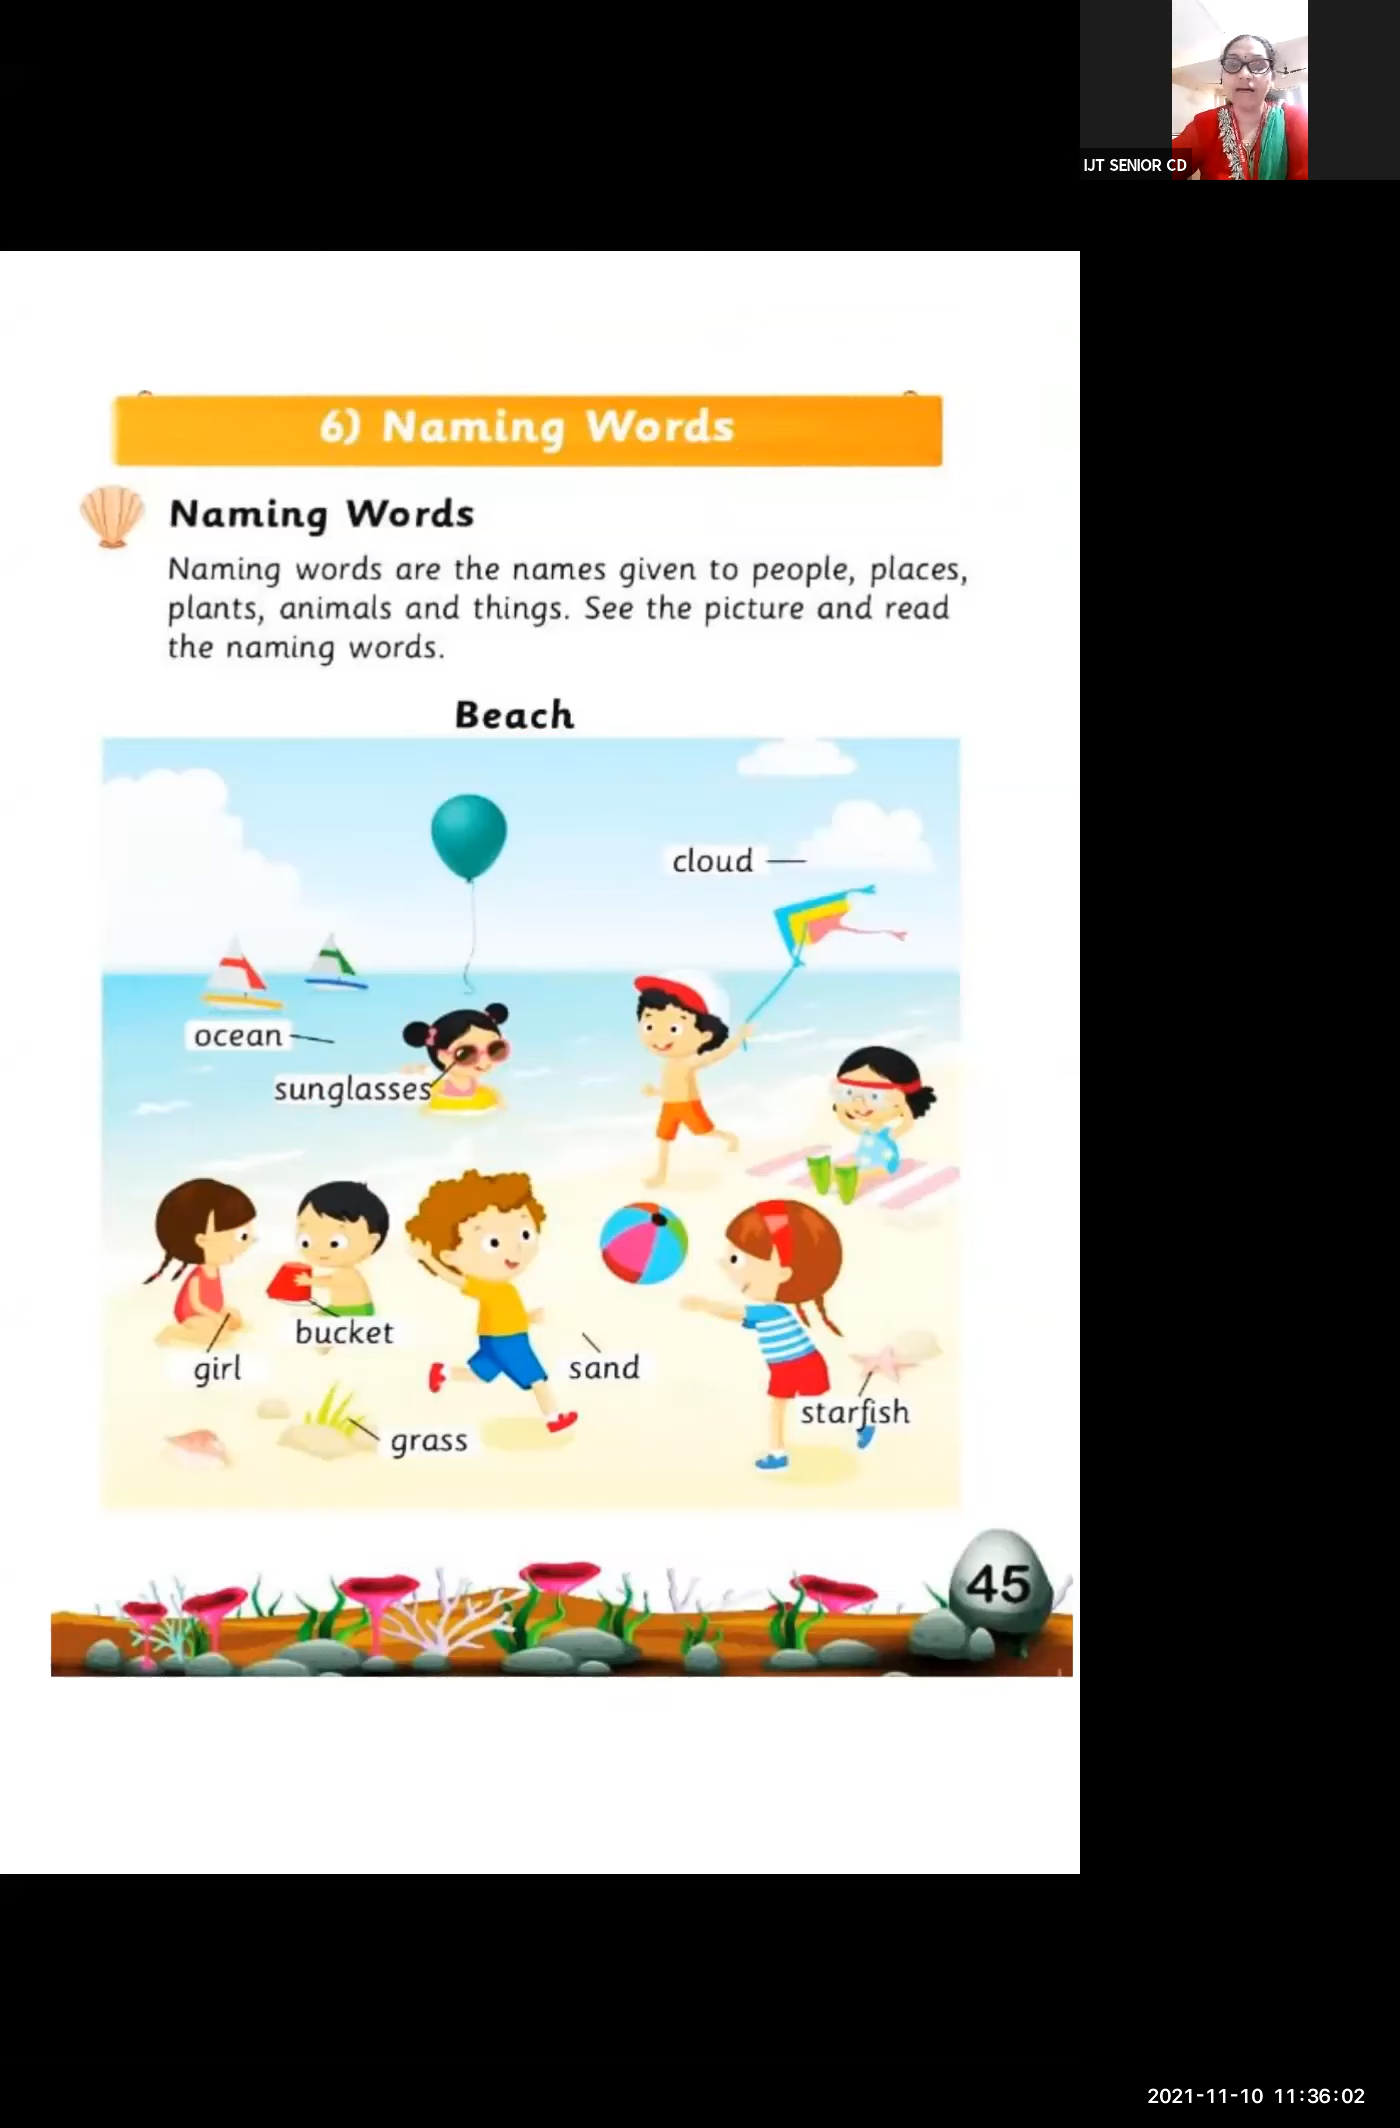 IJT SENIOR CD
6) Naming Words
Naming Words
Naming words are the names given to people, places,
plants, animals and things. See the picture and read
the naming words.
Beach
cloud
ocean
sunglasses
bucket
girl
sand
starfish
grass
45
2021-11-10 11:36:02